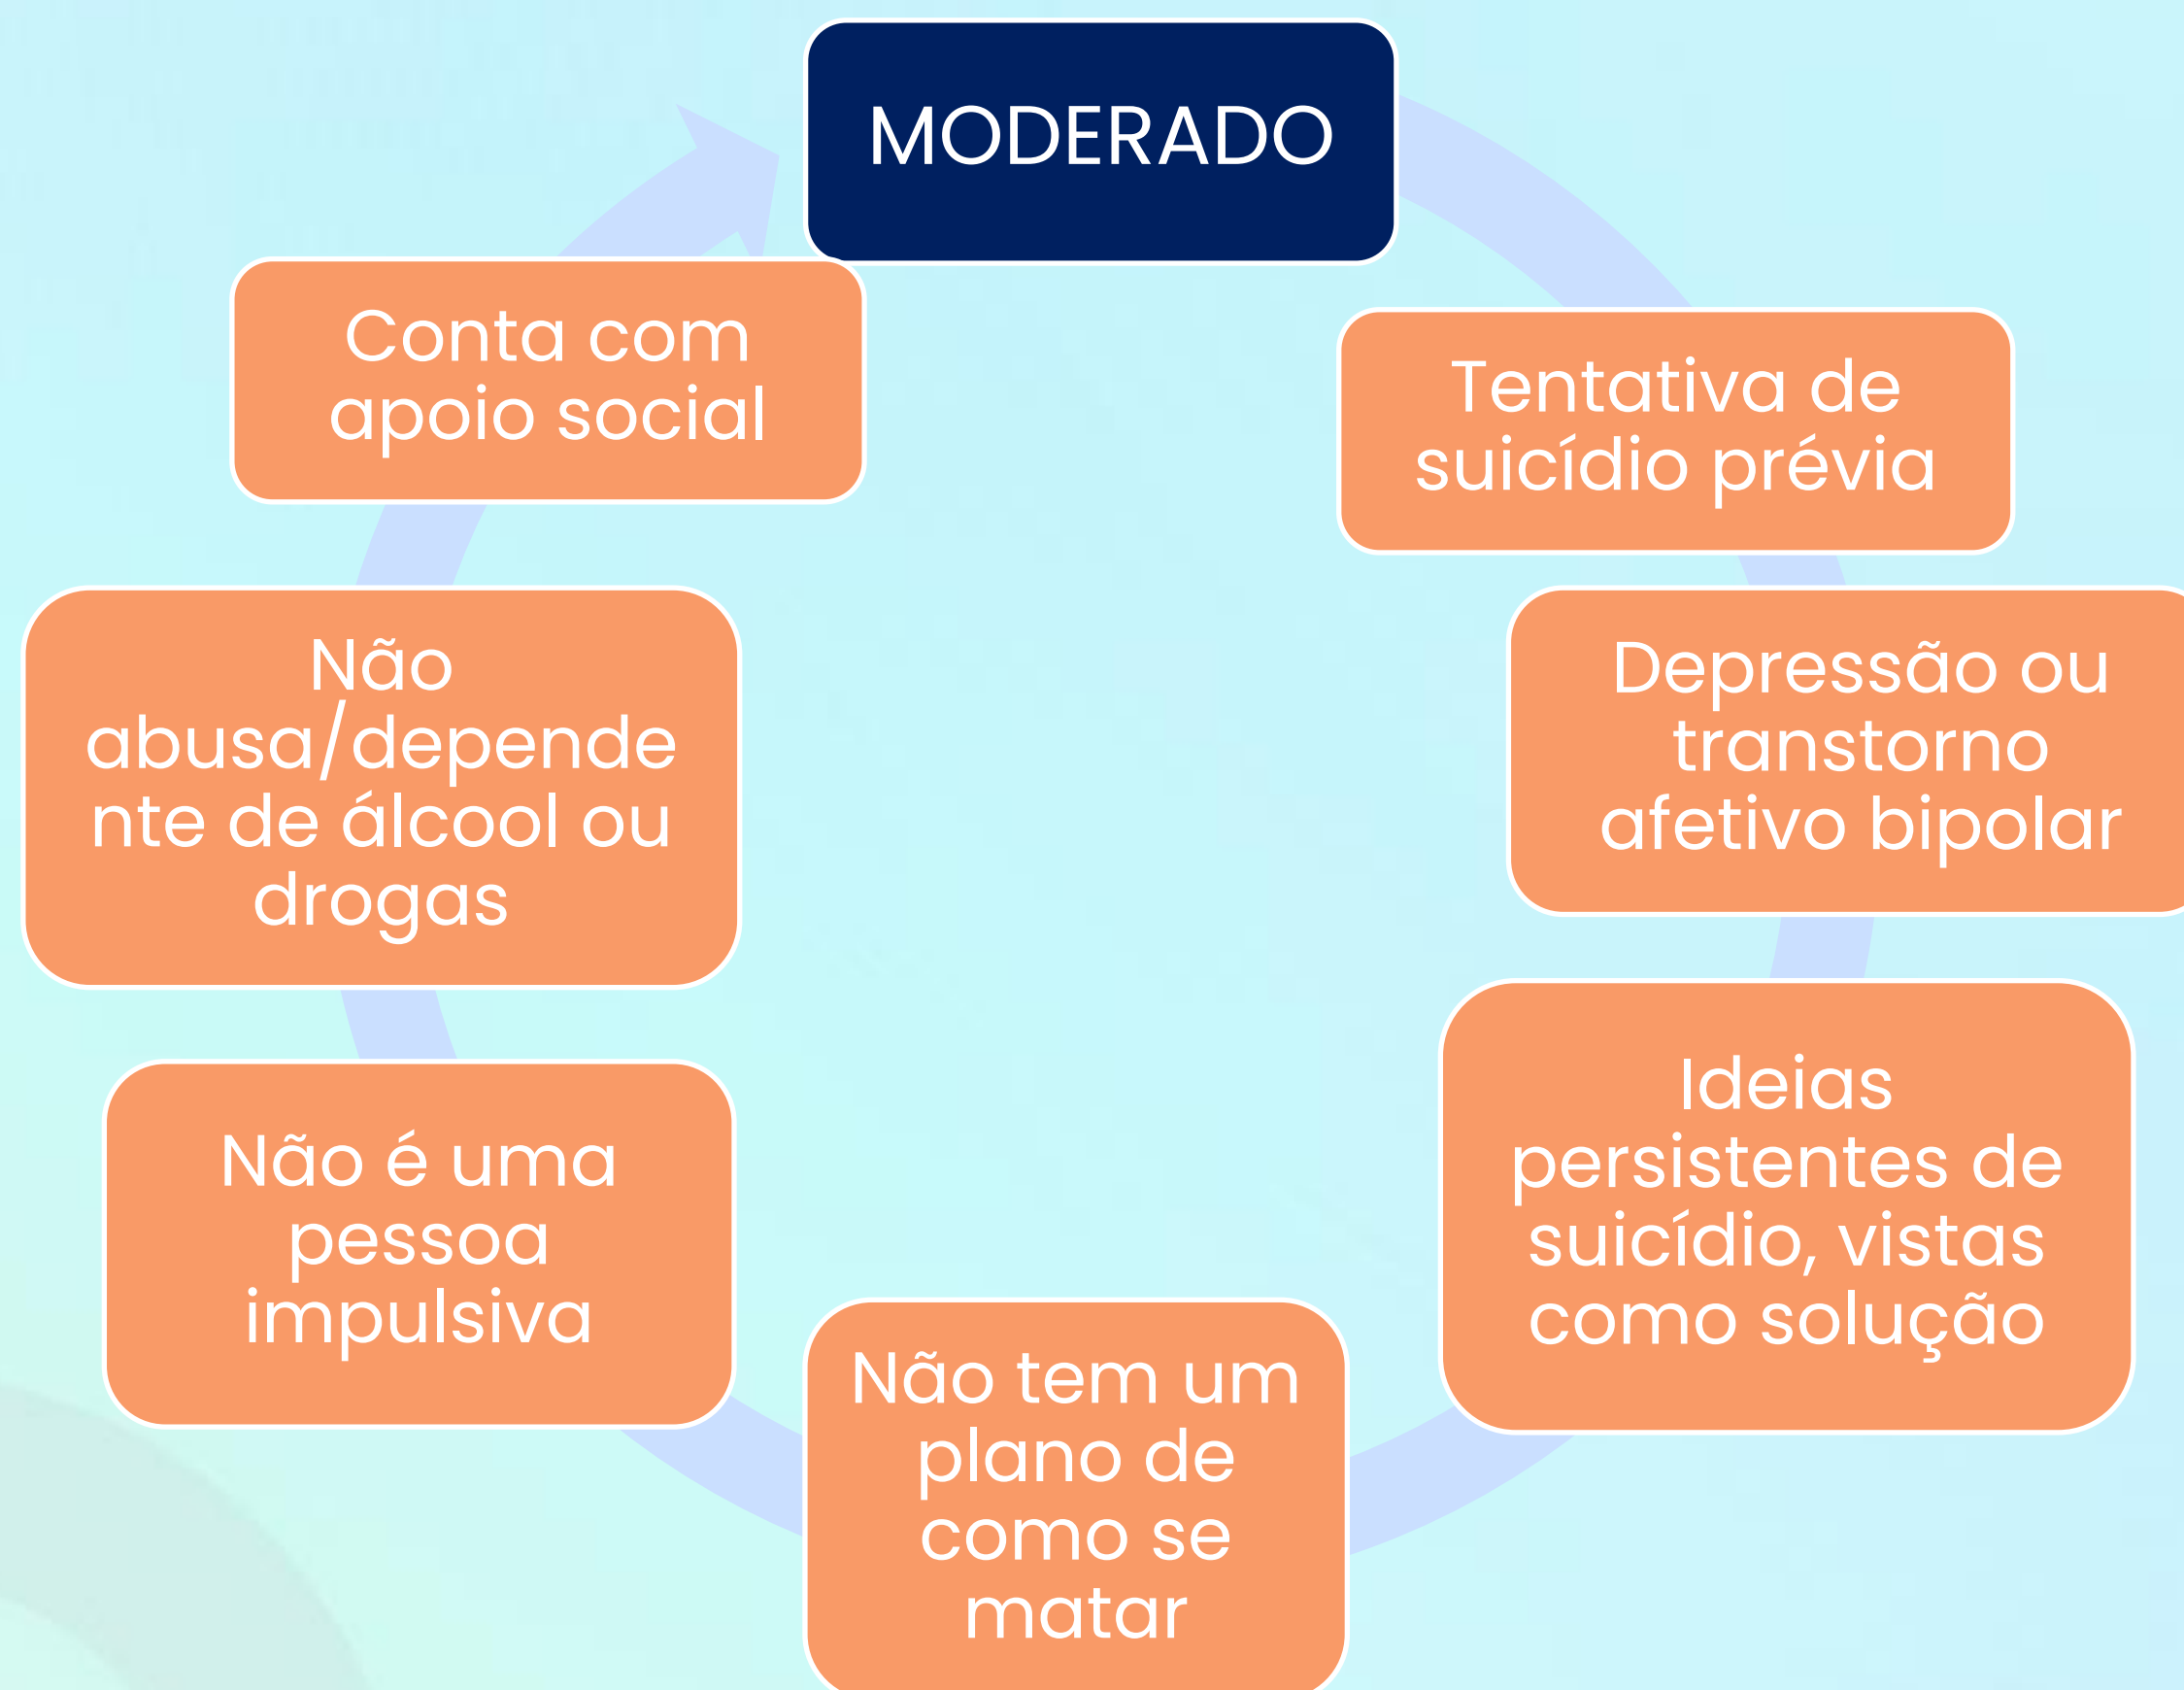 MODERADO
Tentativa de
suicídio prévia
Depressão ou
transtorno
afetivo bipolar
Ideias
persistentes de
suicídio, vistas
como solução
Não tem um
plano de
como se
matar
Não é uma
pessoa
impulsiva
Não
abusa/depende
nte de álcool ou
drogas
Conta com
apoio social